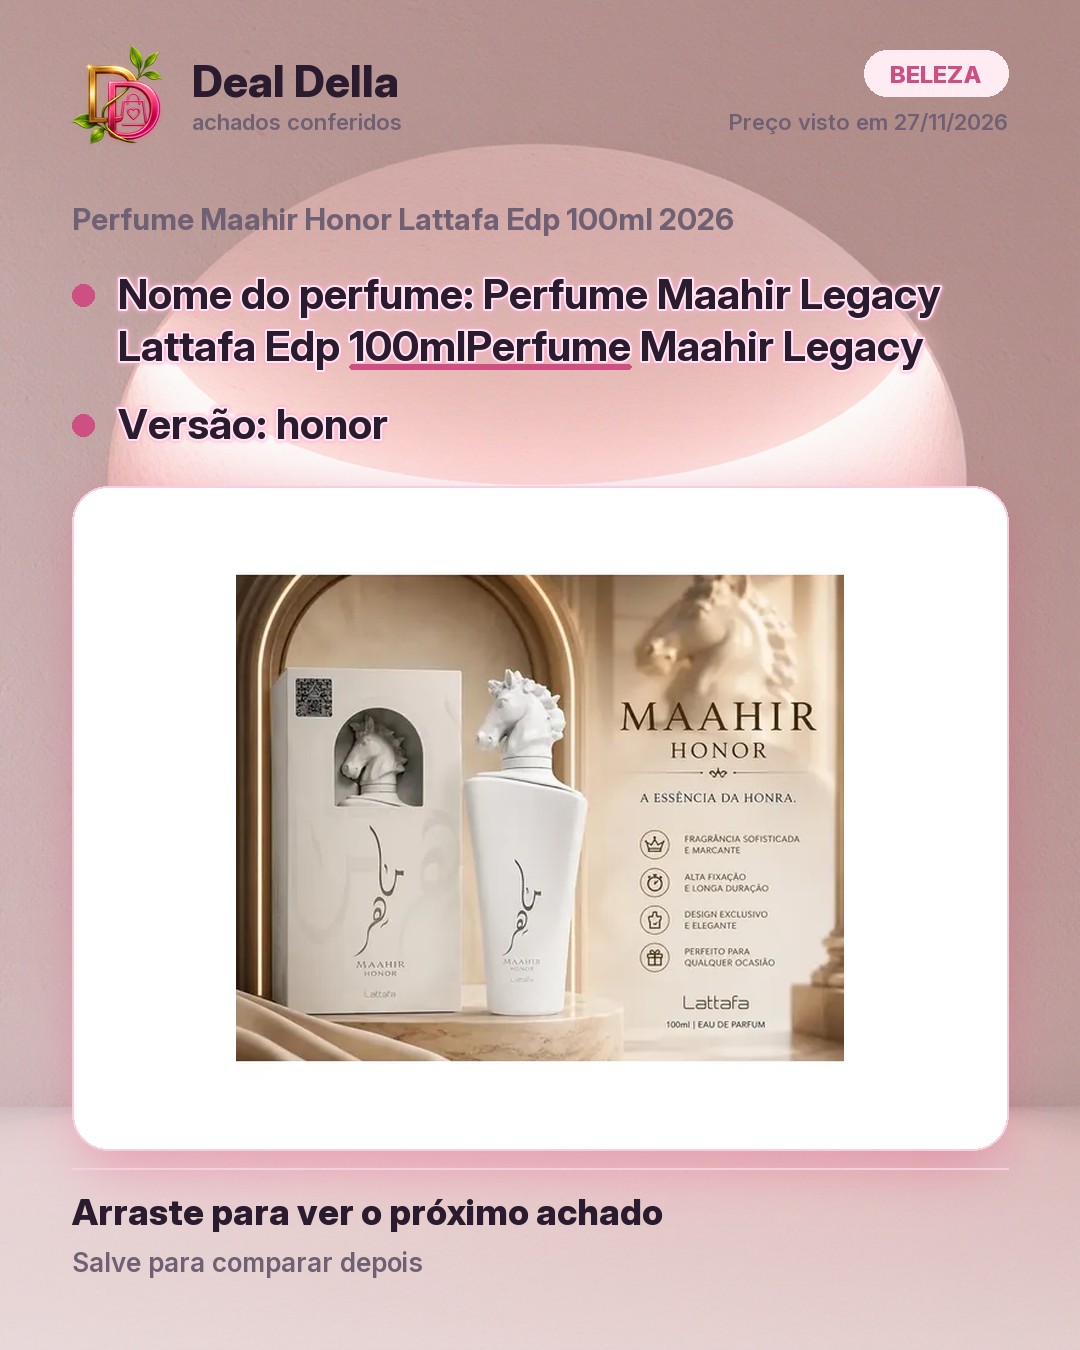 Deal Della
achados conferidos
BELEZA
Preço visto em 27/11/2026
Perfume Maahir Honor Lattafa Edp 100ml 2026
Nome do perfume: Perfume Maahir Legacy
Lattafa Edp 100mlPerfume Maahir Legacy
Versão: honor
MAAHIR
HONOR
Lattafa
MAAHIR
HONOR
Lattafa
MAAHIR
HONOR
A ESSÊNCIA DA HONRA.
FRAGRÂNCIA SOFISTICADA
E MARCANTE
ALTA FIXAÇÃO
E LONGA DURAÇÃO
DESIGN EXCLUSIVO
E ELEGANTE
PERFEITO PARA
QUALQUER OCASIÃO
Lattafa
100ml | EAU DE PARFUM
Arraste para ver o próximo achado
Salve para comparar depois